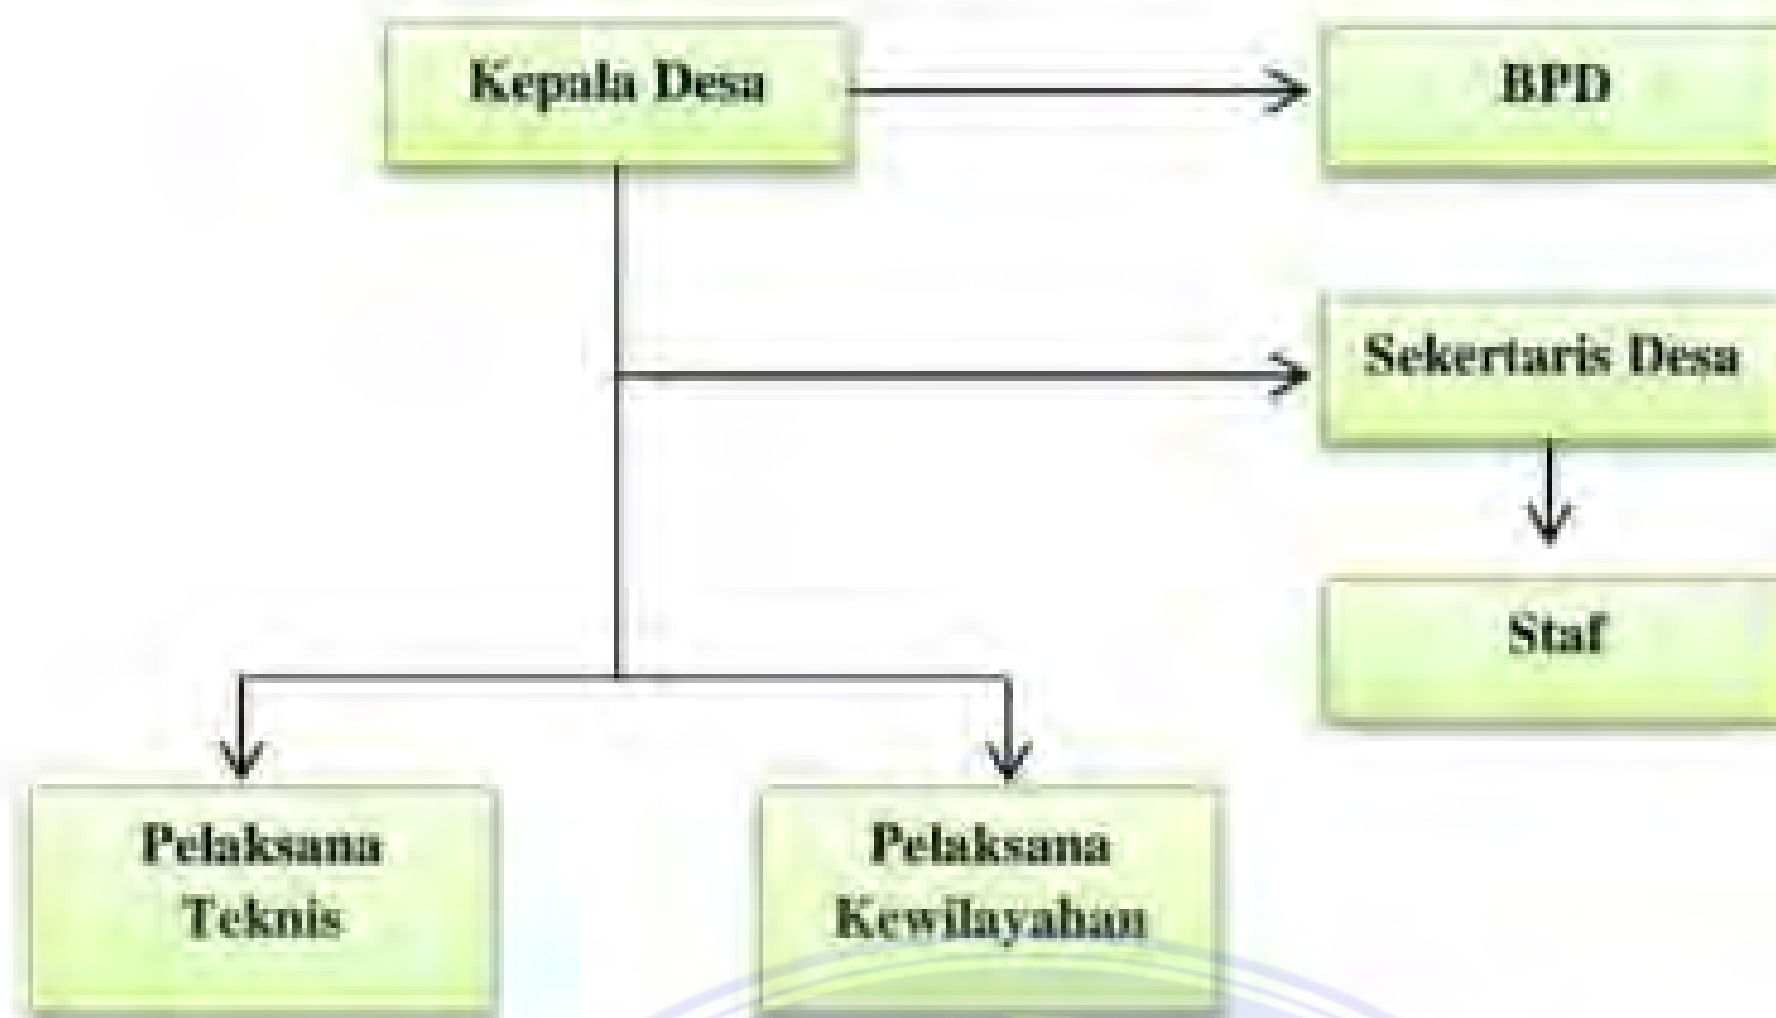 Kepala Desa
BPD
Sekertaris Desa
Staf
Pelaksana
Teknis
Pelaksana
Kewilayahan